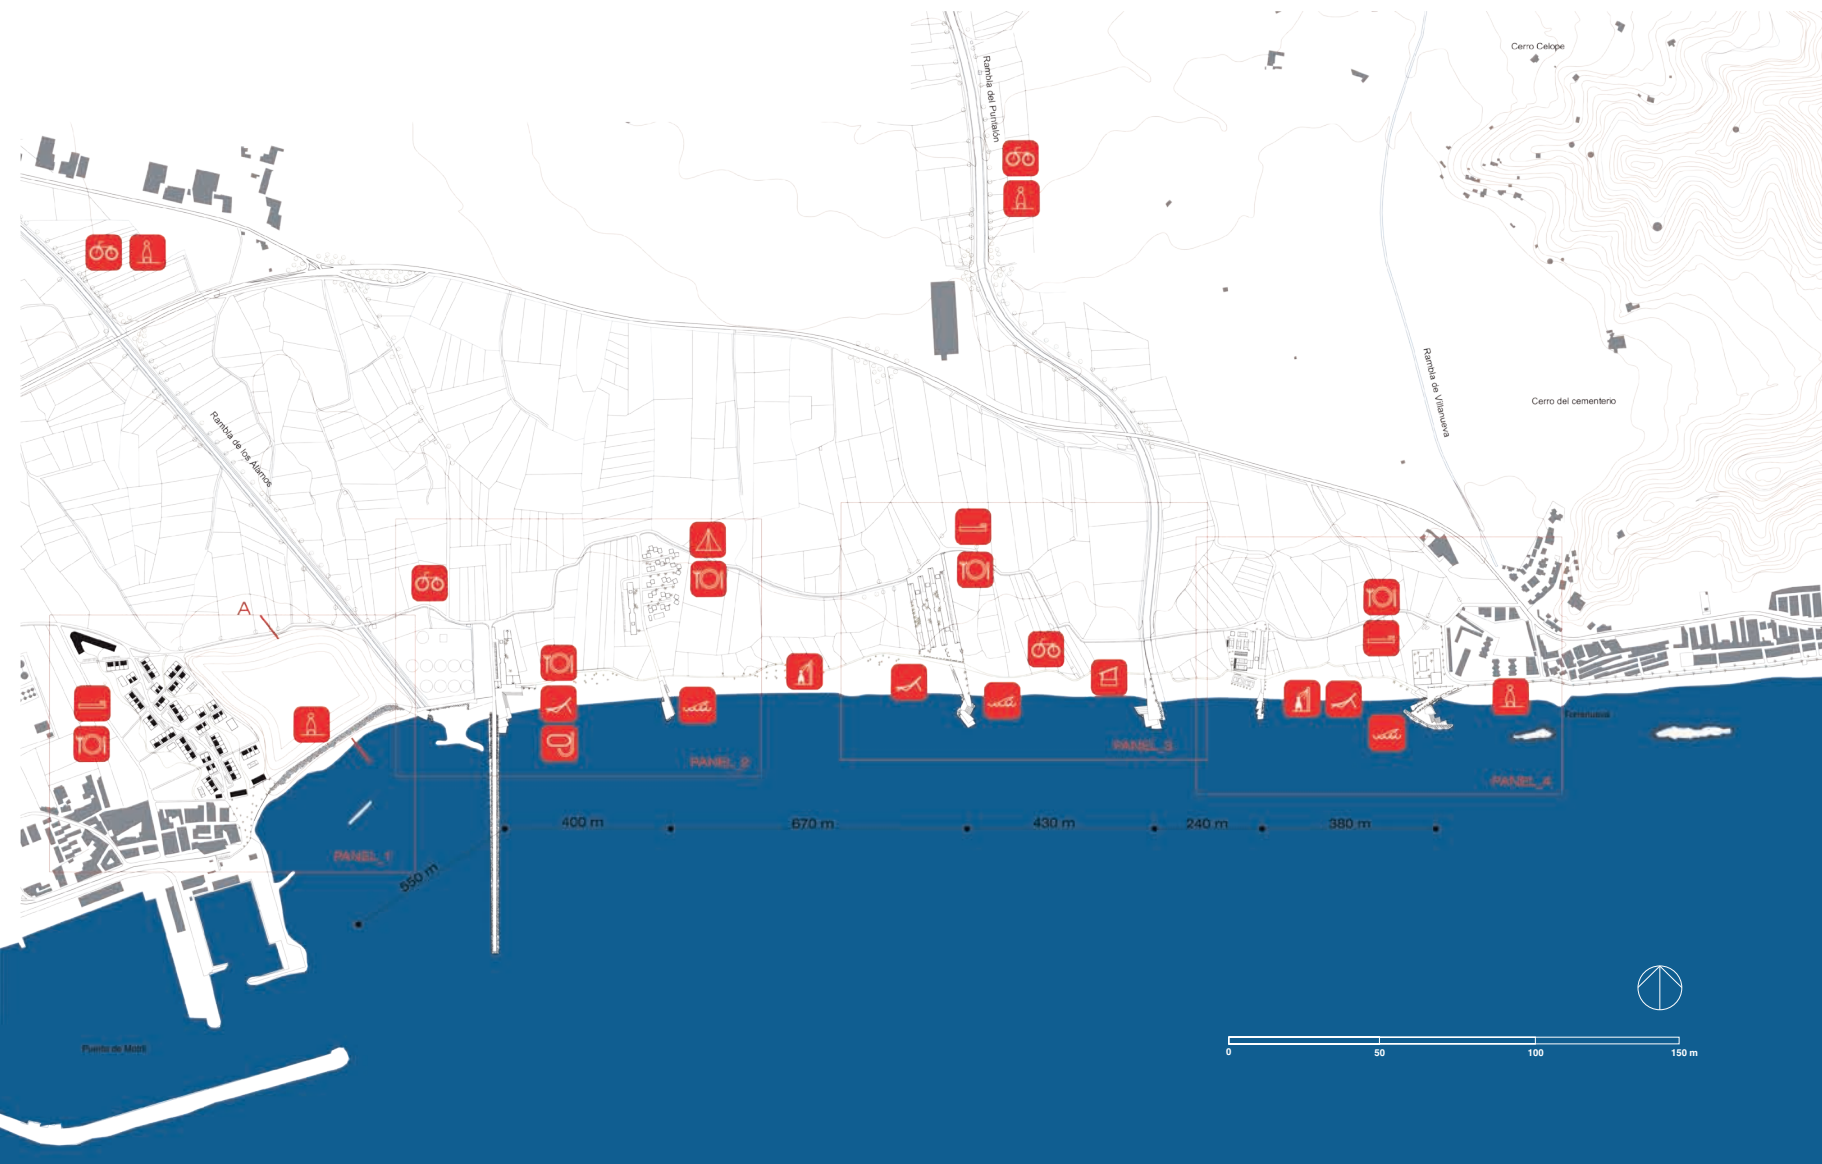 Cerro Celope
Rambla del Puntalón
Rambla de Villanueva
Cerro del cementerio
Rambla de los Álamos
A
PANEL_1
PANEL_2
PANEL_3
PANEL_4
400 m
670 m
430 m
240 m
380 m
550 m
Puerto de Motril
0
50
100
150 m